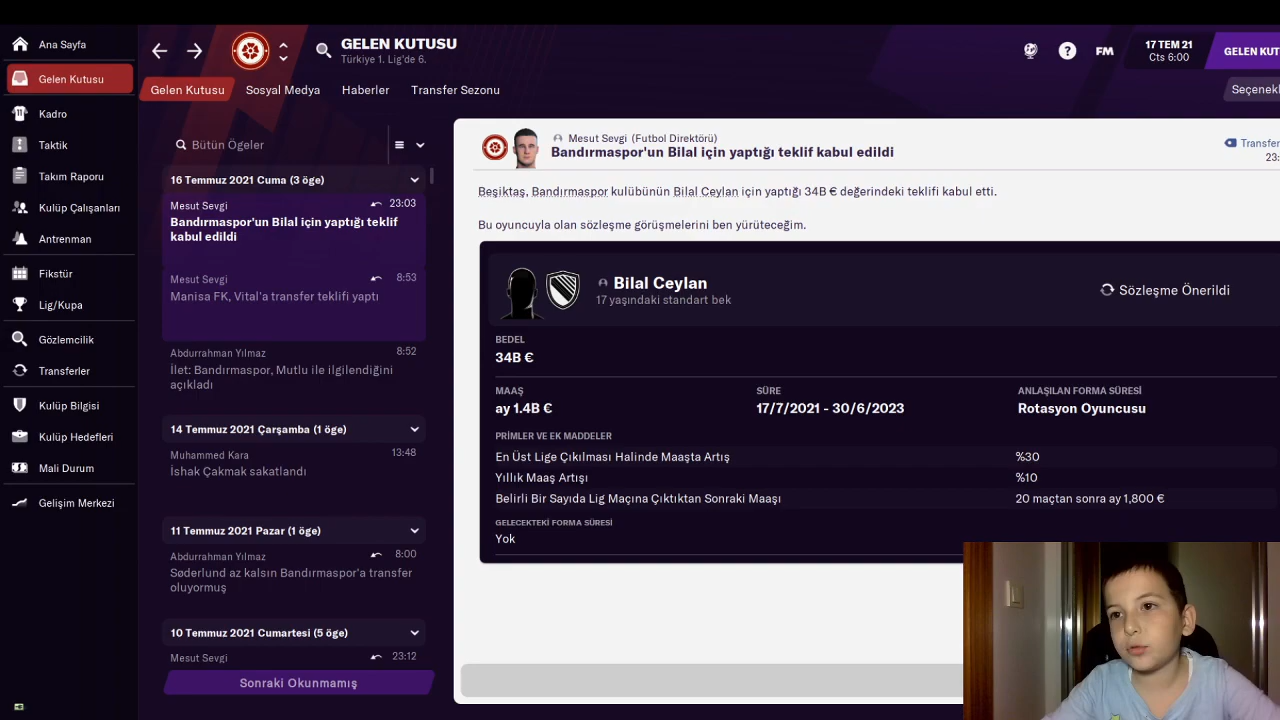 Ana Sayfa
Gelen Kutusu
Kadro
Taktik
Takım Raporu
Kulüp Çalışanları
Antrenman
Fikstür
Lig/Kupa
Gözlemcilik
Transferler
Kulüp Bilgisi
Kulüp Hedefleri
Mali Durum
Gelişim Merkezi
GELEN KUTUSU
Türkiye 1. Lig'de 6.
FM
17 TEM 21
Cts 6:00
GELEN KUT
Gelen Kutusu
Sosyal Medya
Haberler
Transfer Sezonu
Seçenekl
Bütün Ögeler
16 Temmuz 2021 Cuma (3 öge)
Mesut Sevgi 23:03
Bandırmaspor'un Bilal için yaptığı teklif
kabul edildi
Mesut Sevgi 8:53
Manisa FK, Vital'a transfer teklifi yaptı
Abdurrahman Yılmaz 8:52
İlet: Bandırmaspor, Mutlu ile ilgilendiğini
açıkladı
14 Temmuz 2021 Çarşamba (1 öge)
Muhammed Kara 13:48
İshak Çakmak sakatlandı
11 Temmuz 2021 Pazar (1 öge)
Abdurrahman Yılmaz 8:00
Søderlund az kalsın Bandırmaspor'a transfer
oluyormuş
10 Temmuz 2021 Cumartesi (5 öge)
Mesut Sevgi 23:12
Sonraki Okunmamış
Mesut Sevgi (Futbol Direktörü)
Bandırmaspor'un Bilal için yaptığı teklif kabul edildi
Transfer
23:
Beşiktaş, Bandırmaspor kulübünün Bilal Ceylan için yaptığı 34B € değerindeki teklifi kabul etti.
Bu oyuncuyla olan sözleşme görüşmelerini ben yürüteceğim.
Bilal Ceylan
17 yaşındaki standart bek
Sözleşme Önerildi
BEDEL
34B €
MAAŞ SÜRE ANLAŞILAN FORMA SÜRESİ
ay 1.4B € 17/7/2021 - 30/6/2023 Rotasyon Oyuncusu
PRİMLER VE EK MADDELER
En Üst Lige Çıkılması Halinde Maaşta Artış %30
Yıllık Maaş Artışı %10
Belirli Bir Sayıda Lig Maçına Çıktıktan Sonraki Maaşı 20 maçtan sonra ay 1,800 €
GELECEKTEKİ FORMA SÜRESİ
Yok